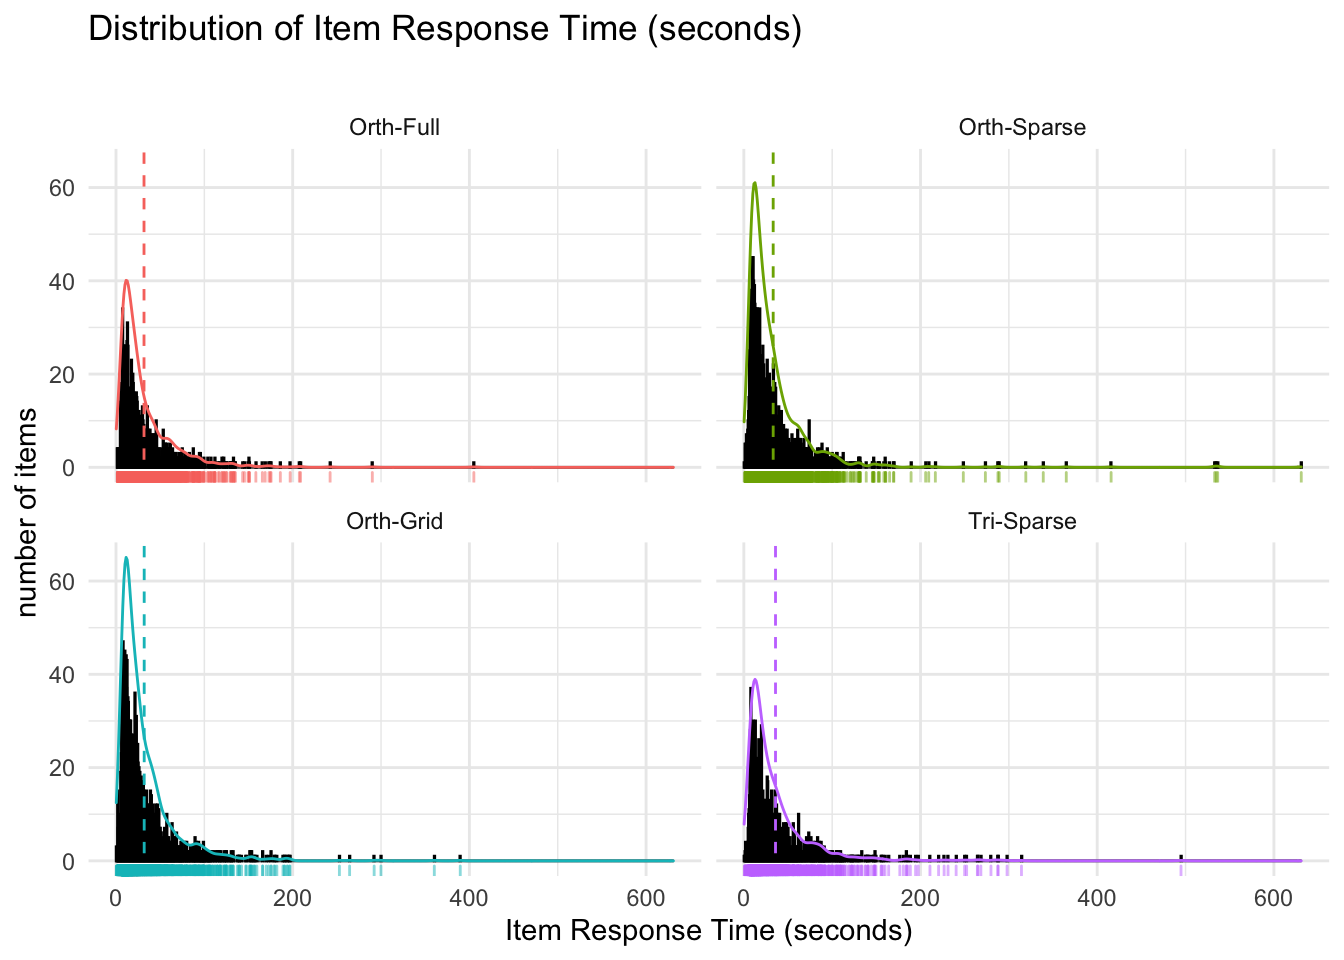 Distribution of Item Response Time (seconds)
Orth-Full
Orth-Sparse
60
40
20
0
Orth-Grid
Tri-Sparse
60
40
20
0
number of items
0 200 400 600 0 200 400 600
Item Response Time (seconds)